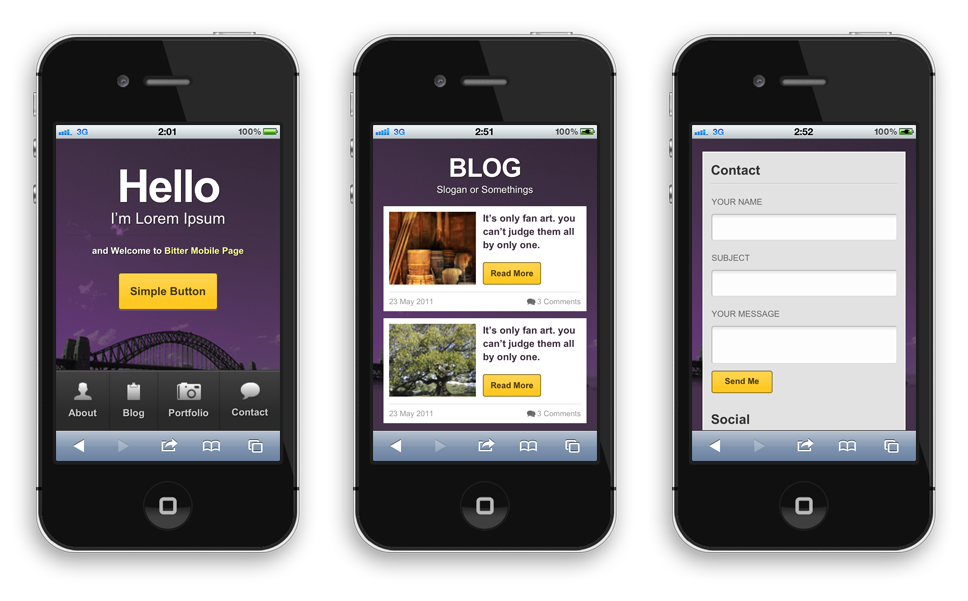 3G 2:01 100%
Hello
I'm Lorem Ipsum
and Welcome to Bitter Mobile Page
Simple Button
About Blog Portfolio Contact
3G 2:51 100%
BLOG
Slogan or Somethings
It's only fan art. you
can't judge them all
by only one.
Read More
23 May 2011 3 Comments
It's only fan art. you
can't judge them all
by only one.
Read More
23 May 2011 3 Comments
3G 2:52 100%
Contact
YOUR NAME
SUBJECT
YOUR MESSAGE
Send Me
Social